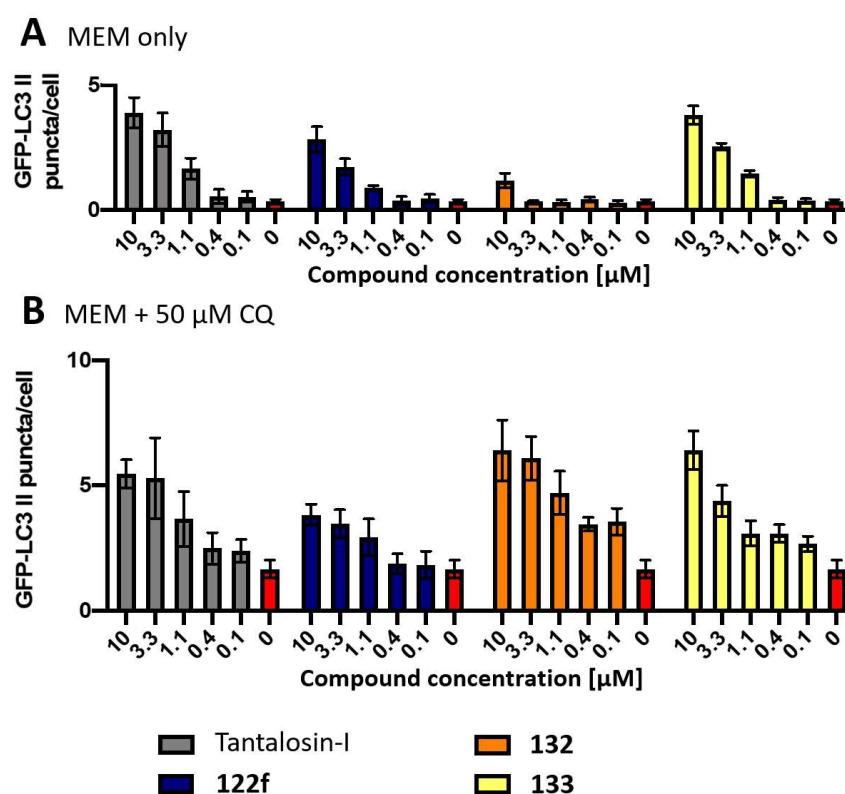 A MEM only
GFP-LC3 II
puncta/cell
5
0
10 3.3 1.1 0.4 0.1 0 10 3.3 1.1 0.4 0.1 0 10 3.3 1.1 0.4 0.1 0 10 3.3 1.1 0.4 0.1 0
Compound concentration [µM]
B MEM + 50 µM CQ
GFP-LC3 II puncta/cell
10
5
0
10 3.3 1.1 0.4 0.1 0 10 3.3 1.1 0.4 0.1 0 10 3.3 1.1 0.4 0.1 0 10 3.3 1.1 0.4 0.1 0
Compound concentration [µM]
Tantalosin-I 132
122f 133